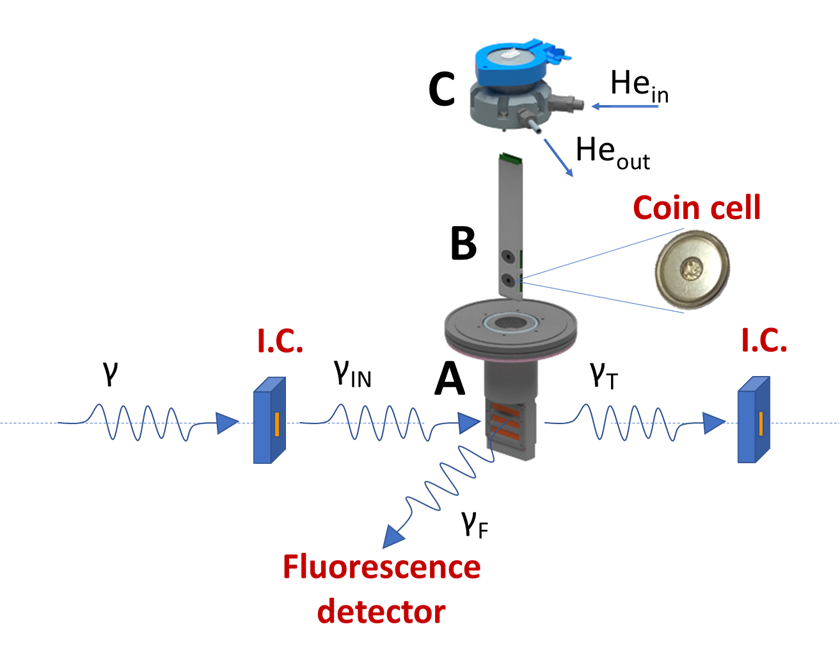 C
He_in
He_out
Coin cell
B
I.C.
I.C.
γ
γ_IN
A
γ_T
γ_F
Fluorescence
detector